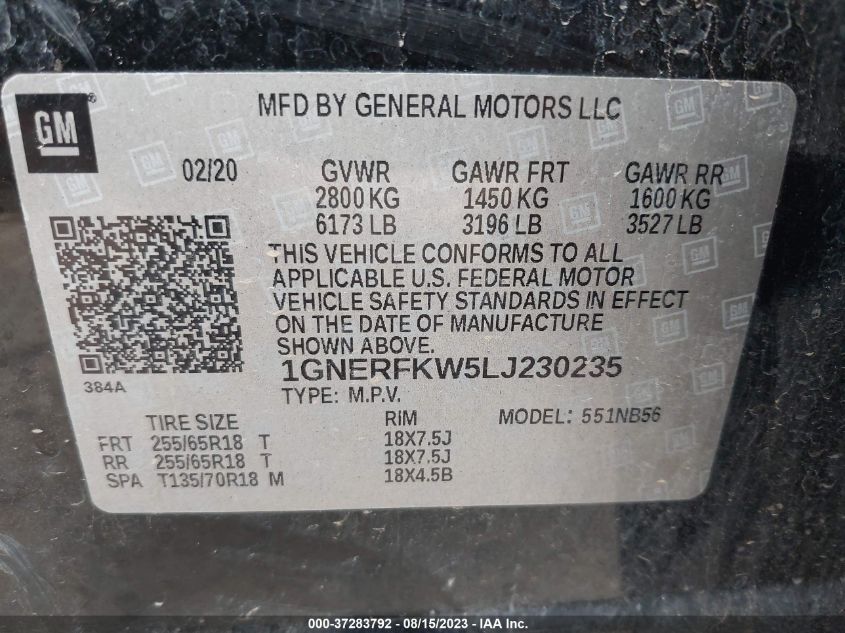 GM
MFD BY GENERAL MOTORS LLC
02/20 GVWR GAWR FRT GAWR RR
2800 KG 1450 KG 1600 KG
6173 LB 3196 LB 3527 LB
THIS VEHICLE CONFORMS TO ALL
APPLICABLE U.S. FEDERAL MOTOR
VEHICLE SAFETY STANDARDS IN EFFECT
ON THE DATE OF MANUFACTURE
SHOWN ABOVE.
1GNERFKW5LJ230235
384A
TYPE: M.P.V.
TIRE SIZE RIM MODEL: 551NB56
FRT 255/65R18 T 18X7.5J
RR 255/65R18 T 18X7.5J
SPA T135/70R18 M 18X4.5B
000-37283792 - 08/15/2023 - IAA Inc.